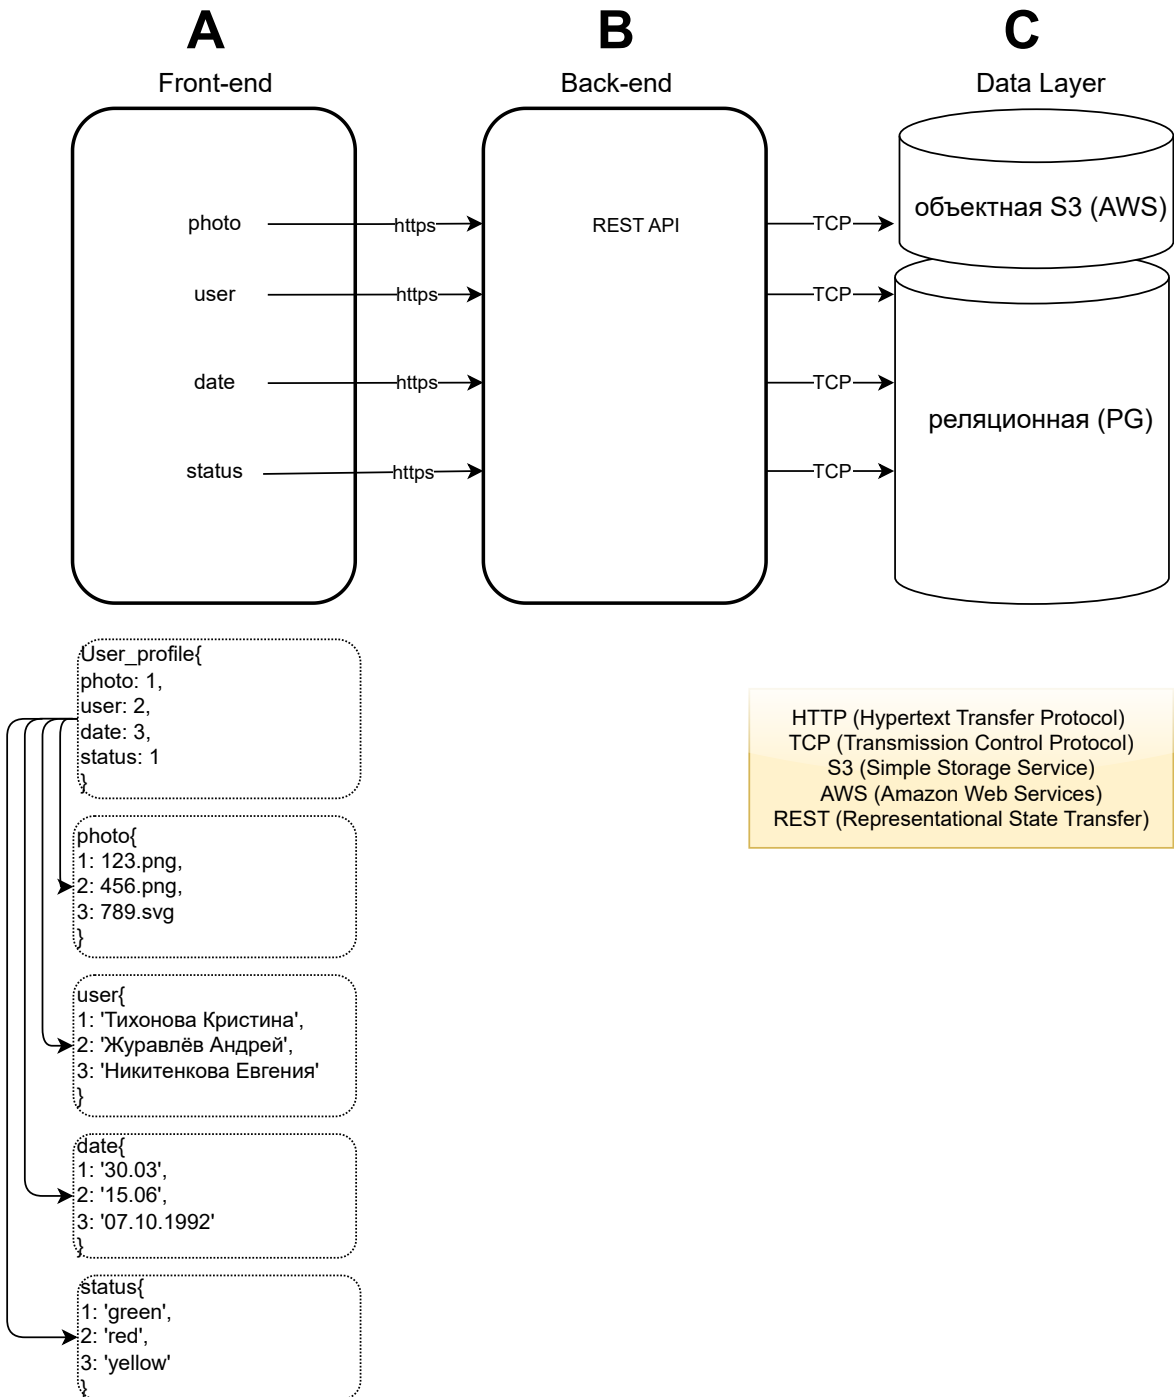 A
B
C
Front-end
Back-end
Data Layer
photo
https
REST API
TCP
объектная S3 (AWS)
user
https
TCP
date
https
TCP
реляционная (PG)
status
https
TCP
User_profile{
photo: 1,
user: 2,
date: 3,
status: 1
}
HTTP (Hypertext Transfer Protocol)
TCP (Transmission Control Protocol)
S3 (Simple Storage Service)
AWS (Amazon Web Services)
REST (Representational State Transfer)
photo{
1: 123.png,
2: 456.png,
3: 789.svg
}
user{
1: 'Тихонова Кристина',
2: 'Журавлёв Андрей',
3: 'Никитенкова Евгения'
}
date{
1: '30.03',
2: '15.06',
3: '07.10.1992'
}
status{
1: 'green',
2: 'red',
3: 'yellow'
}